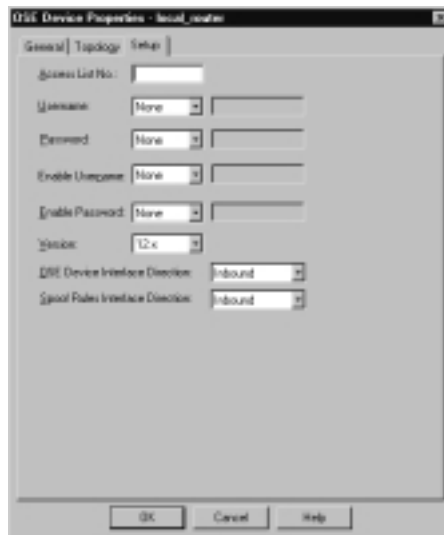 OSE Device Properties - local_router
General Topology Setup
Access List No.:
Username: None
Password: None
Enable Username: None
Enable Password: None
Version: 12.x
OSE Device Interface Direction: Inbound
Spoof Rules Interface Direction: Inbound
OK Cancel Help